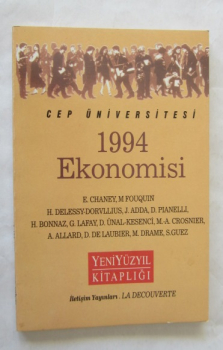 CEP ÜNİVERSİTESİ
1994
Ekonomisi
E. CHANEY, M FOUQUIN
H. DELESSY-DORVLLIUS, J. ADDA, D. PIANELLI,
H. BONNAZ, G. LAFAY, D. ÜNAL-KESENCİ, M.-A. CROSNIER,
A. ALLARD, D. DE LAUBIER, M. DRAME, S.GUEZ
YENİYÜZYIL
KİTAPLIĞI
İletişim Yayınları . LA DECOUVERTE